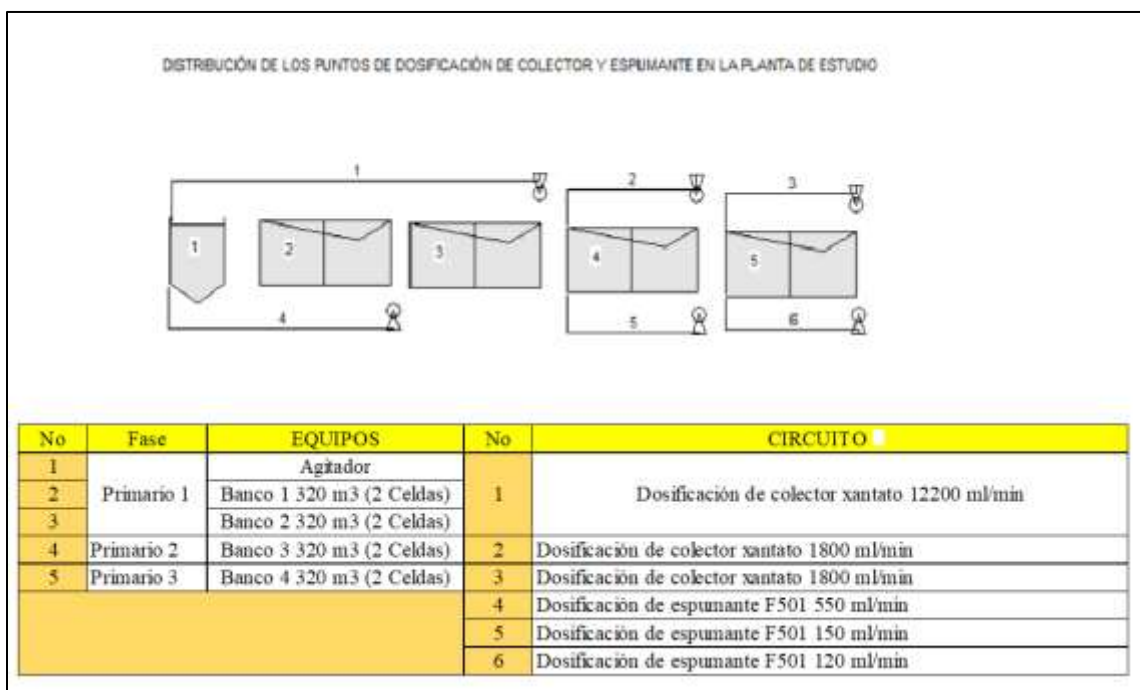 DISTRIBUCIÓN DE LOS PUNTOS DE DOSIFICACIÓN DE COLECTOR Y ESPUMANTE EN LA PLANTA DE ESTUDIO
1
2
3
1
2
3
4
5
4
5
6
No Fase EQUIPOS No CIRCUITO
1 Primario 1 Agitador 1 Dosificación de colector xantato 12200 ml/min
2 Banco 1 320 m3 (2 Celdas)
3 Banco 2 320 m3 (2 Celdas)
4 Primario 2 Banco 3 320 m3 (2 Celdas) 2 Dosificación de colector xantato 1800 ml/min
5 Primario 3 Banco 4 320 m3 (2 Celdas) 3 Dosificación de colector xantato 1800 ml/min
4 Dosificación de espumante F501 550 ml/min
5 Dosificación de espumante F501 150 ml/min
6 Dosificación de espumante F501 120 ml/min